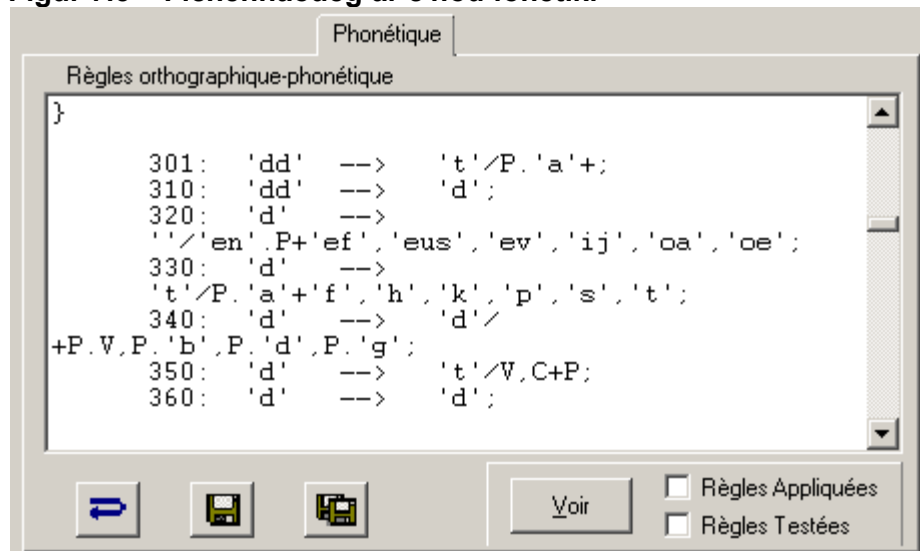 Phonétique
Règles orthographique-phonétique
}
301: 'dd' --> 't'/P.'a'+;
310: 'dd' --> 'd';
320: 'd' -->
''/'en'.P+'ef','eus','ev','ij','oa','oe';
330: 'd' -->
't'/P.'a'+'f','h','k','p','s','t';
340: 'd' --> 'd'/
+P.V,P.'b',P.'d',P.'g';
350: 'd' --> 't'/V,C+P;
360: 'd' --> 'd';
Voir
Règles Appliquées
Règles Testées